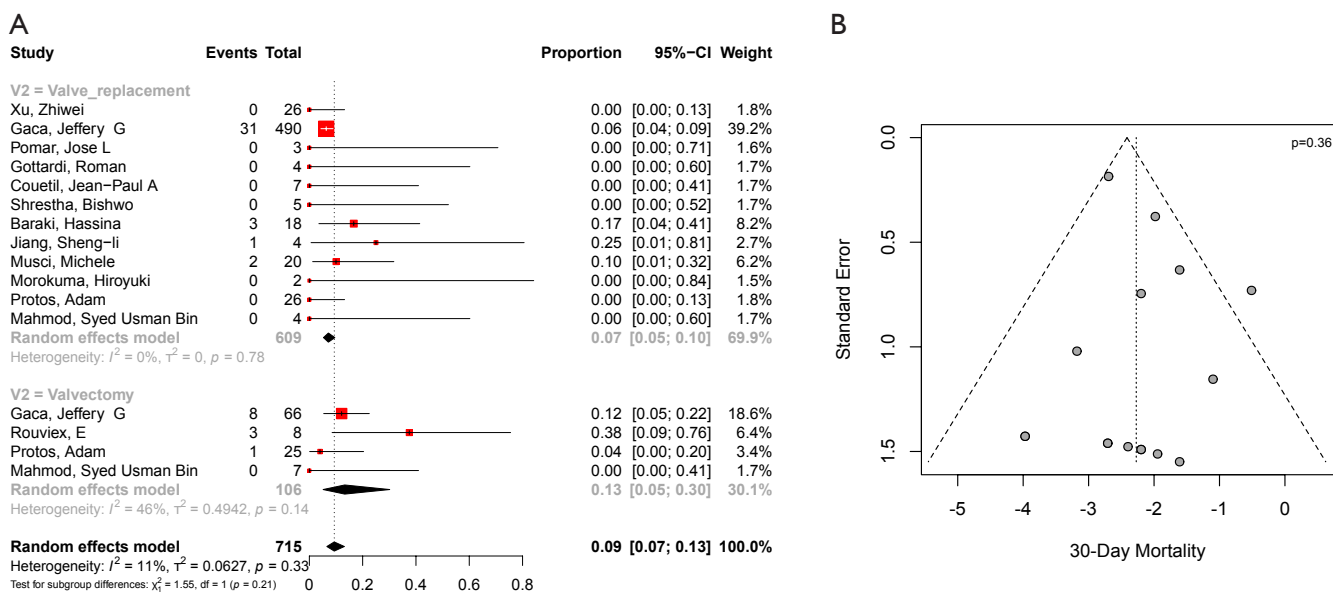 A
Study Events Total Proportion 95%−CI Weight
V2 = Valve_replacement
Xu, Zhiwei 0 26 0.00 [0.00; 0.13] 1.8%
Gaca, Jeffery G 31 490 0.06 [0.04; 0.09] 39.2%
Pomar, Jose L 0 3 0.00 [0.00; 0.71] 1.6%
Gottardi, Roman 0 4 0.00 [0.00; 0.60] 1.7%
Couetil, Jean−Paul A 0 7 0.00 [0.00; 0.41] 1.7%
Shrestha, Bishwo 0 5 0.00 [0.00; 0.52] 1.7%
Baraki, Hassina 3 18 0.17 [0.04; 0.41] 8.2%
Jiang, Sheng−li 1 4 0.25 [0.01; 0.81] 2.7%
Musci, Michele 2 20 0.10 [0.01; 0.32] 6.2%
Morokuma, Hiroyuki 0 2 0.00 [0.00; 0.84] 1.5%
Protos, Adam 0 26 0.00 [0.00; 0.13] 1.8%
Mahmod, Syed Usman Bin 0 4 0.00 [0.00; 0.60] 1.7%
Random effects model 609 0.07 [0.05; 0.10] 69.9%
Heterogeneity: I² = 0%, τ² = 0, p = 0.78
V2 = Valvectomy
Gaca, Jeffery G 8 66 0.12 [0.05; 0.22] 18.6%
Rouviex, E 3 8 0.38 [0.09; 0.76] 6.4%
Protos, Adam 1 25 0.04 [0.00; 0.20] 3.4%
Mahmod, Syed Usman Bin 0 7 0.00 [0.00; 0.41] 1.7%
Random effects model 106 0.13 [0.05; 0.30] 30.1%
Heterogeneity: I² = 46%, τ² = 0.4942, p = 0.14
Random effects model 715 0.09 [0.07; 0.13] 100.0%
Heterogeneity: I² = 11%, τ² = 0.0627, p = 0.33
Test for subgroup differences: χ²₁ = 1.55, df = 1 (p = 0.21)
0 0.2 0.4 0.6 0.8
B
p=0.36
Standard Error
0.0
0.5
1.0
1.5
-5 -4 -3 -2 -1 0
30-Day Mortality